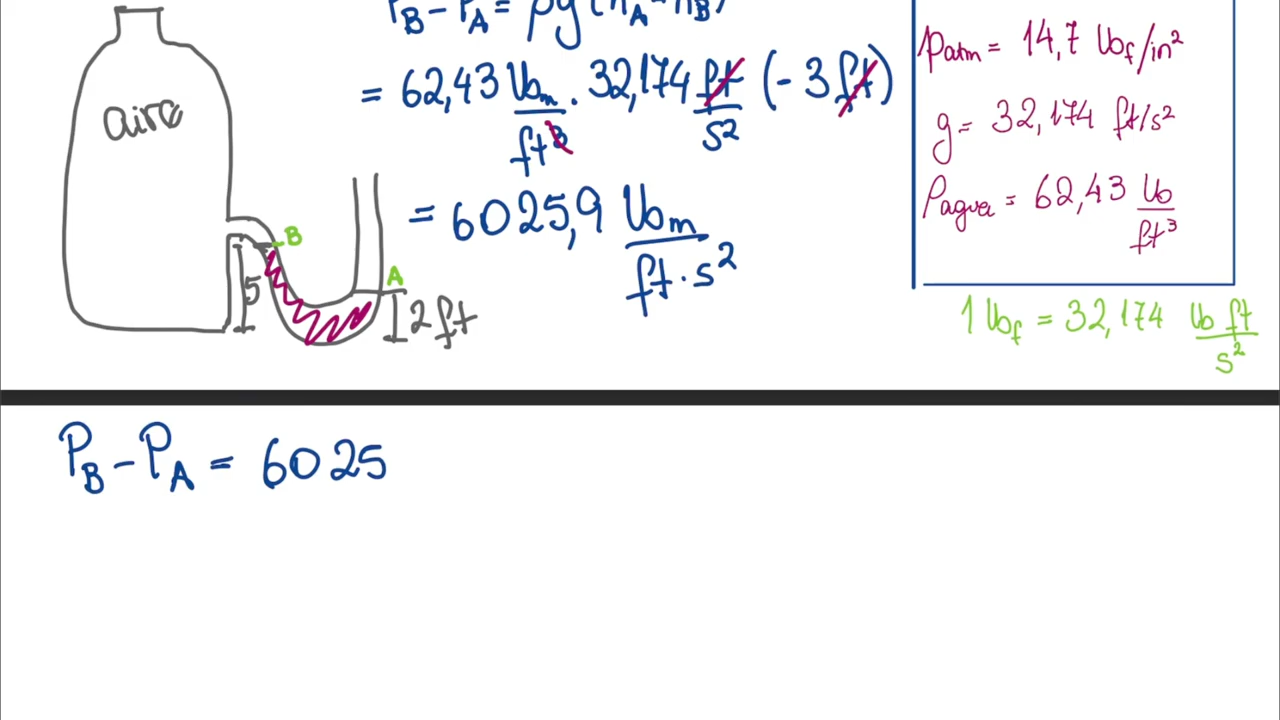 P_B - P_A = ρg(h_A - h_B)
= 62,43 lb_m/ft³ · 32,174 ft/s² (- 3 ft)
= 6025,9 lb_m/ft·s²
aire
B
A
5
2 ft
P_atm = 14,7 lb_f/in²
g = 32,174 ft/s²
ρ_agua = 62,43 lb/ft³
1 lb_f = 32,174 lb ft/s²
P_B - P_A = 6025